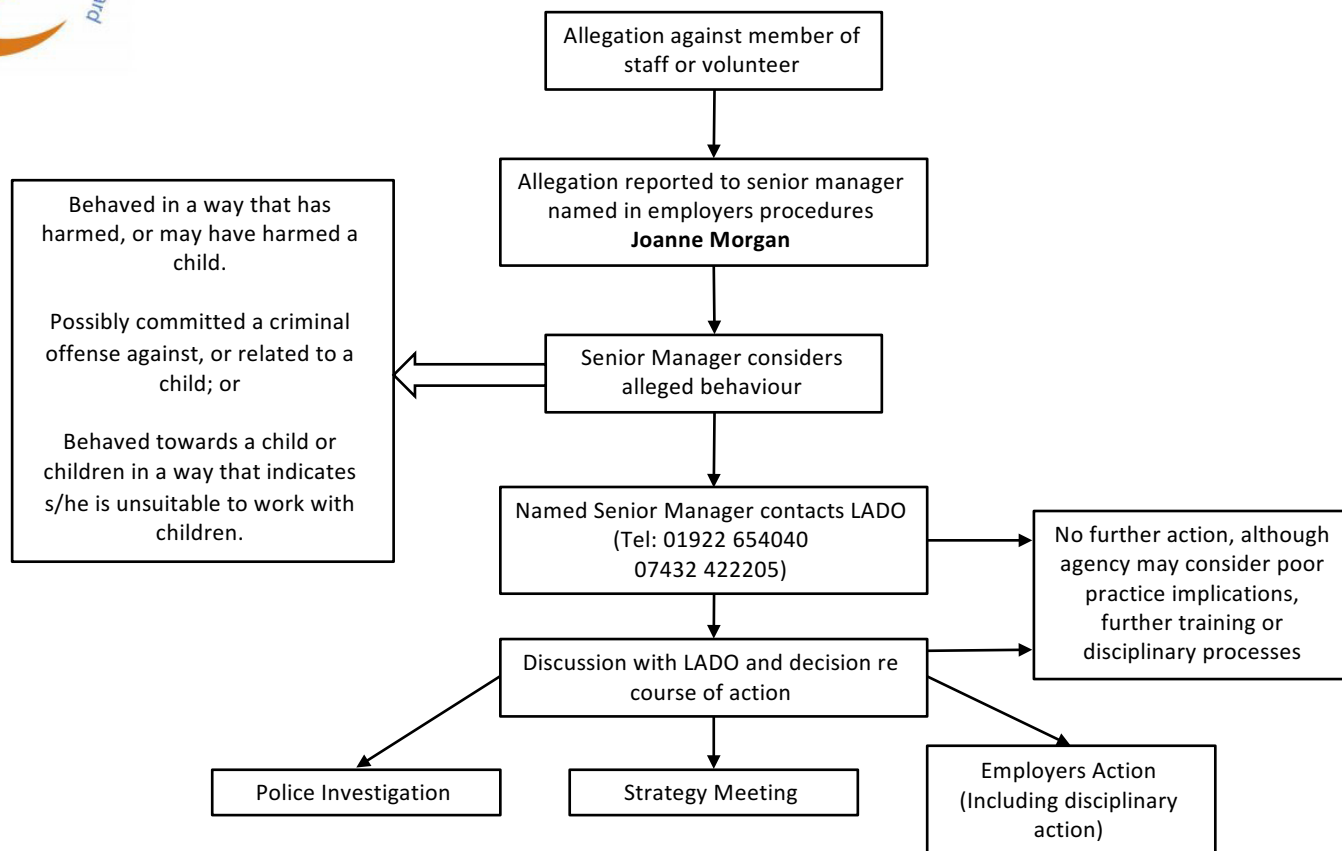 ard
Allegation against member of
staff or volunteer
Allegation reported to senior manager
named in employers procedures
Joanne Morgan
Behaved in a way that has
harmed, or may have harmed a
child.
Possibly committed a criminal
offense against, or related to a
child; or
Behaved towards a child or
children in a way that indicates
s/he is unsuitable to work with
children.
Senior Manager considers
alleged behaviour
Named Senior Manager contacts LADO
(Tel: 01922 654040
07432 422205)
No further action, although
agency may consider poor
practice implications,
further training or
disciplinary processes
Discussion with LADO and decision re
course of action
Police Investigation
Strategy Meeting
Employers Action
(Including disciplinary
action)